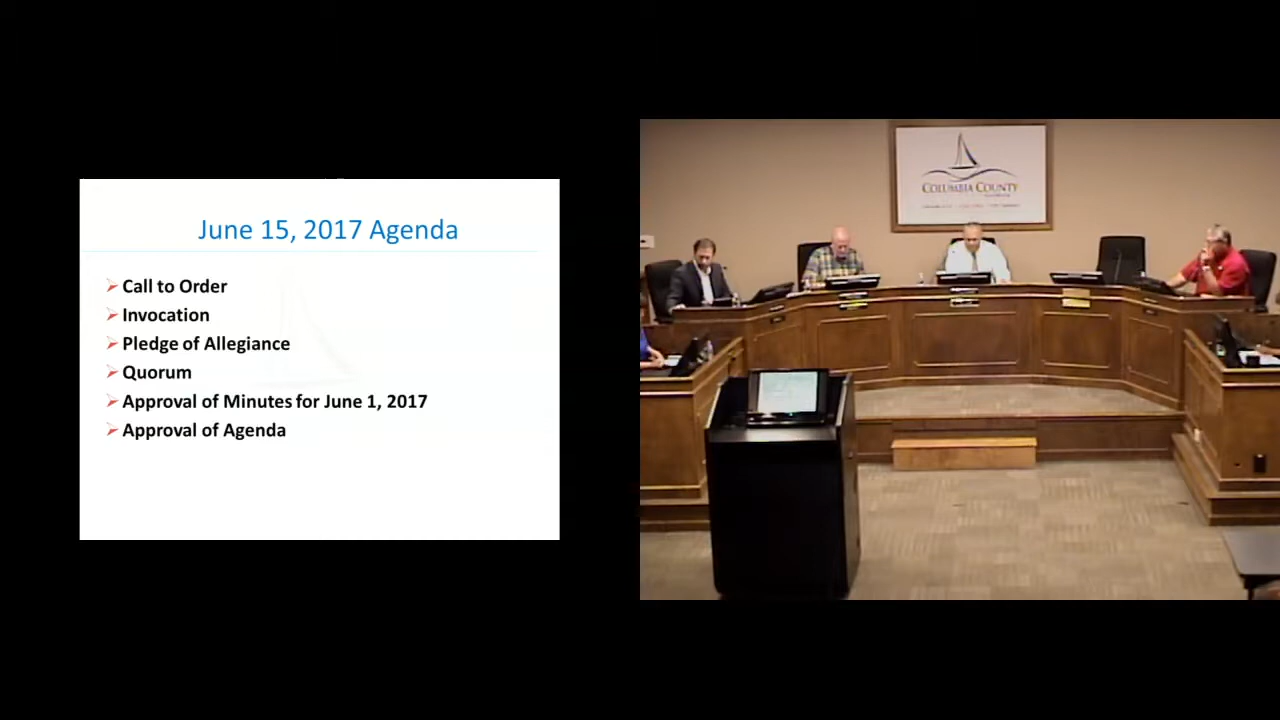 June 15, 2017 Agenda
Call to Order
Invocation
Pledge of Allegiance
Quorum
Approval of Minutes for June 1, 2017
Approval of Agenda
COLUMBIA COUNTY